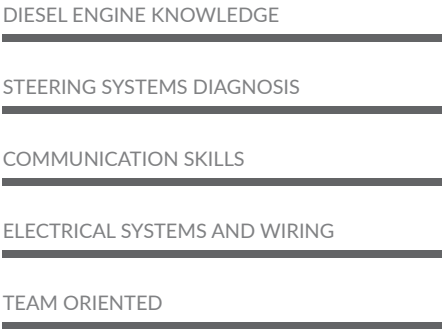 DIESEL ENGINE KNOWLEDGE
STEERING SYSTEMS DIAGNOSIS
COMMUNICATION SKILLS
ELECTRICAL SYSTEMS AND WIRING
TEAM ORIENTED